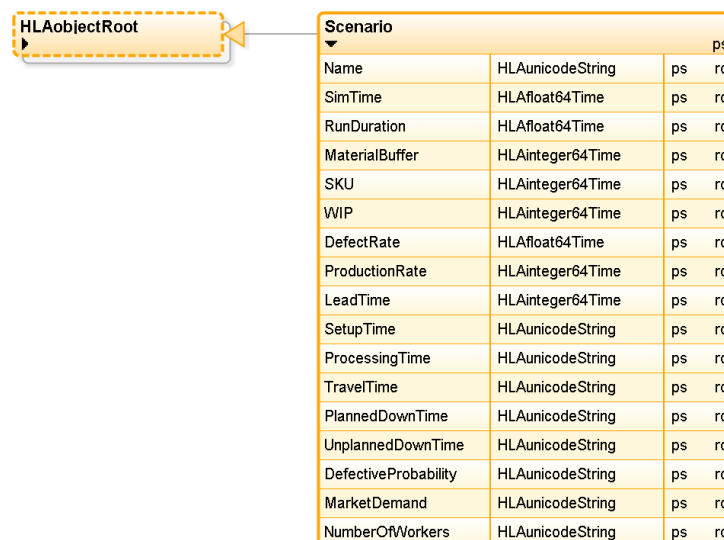 HLAobjectRoot
Scenario
ps
Name HLAunicodeString ps
SimTime HLAfloat64Time ps
RunDuration HLAfloat64Time ps
MaterialBuffer HLAinteger64Time ps
SKU HLAinteger64Time ps
WIP HLAinteger64Time ps
DefectRate HLAfloat64Time ps
ProductionRate HLAinteger64Time ps
LeadTime HLAinteger64Time ps
SetupTime HLAunicodeString ps
ProcessingTime HLAunicodeString ps
TravelTime HLAunicodeString ps
PlannedDownTime HLAunicodeString ps
UnplannedDownTime HLAunicodeString ps
DefectiveProbability HLAunicodeString ps
MarketDemand HLAunicodeString ps
NumberOfWorkers HLAunicodeString ps